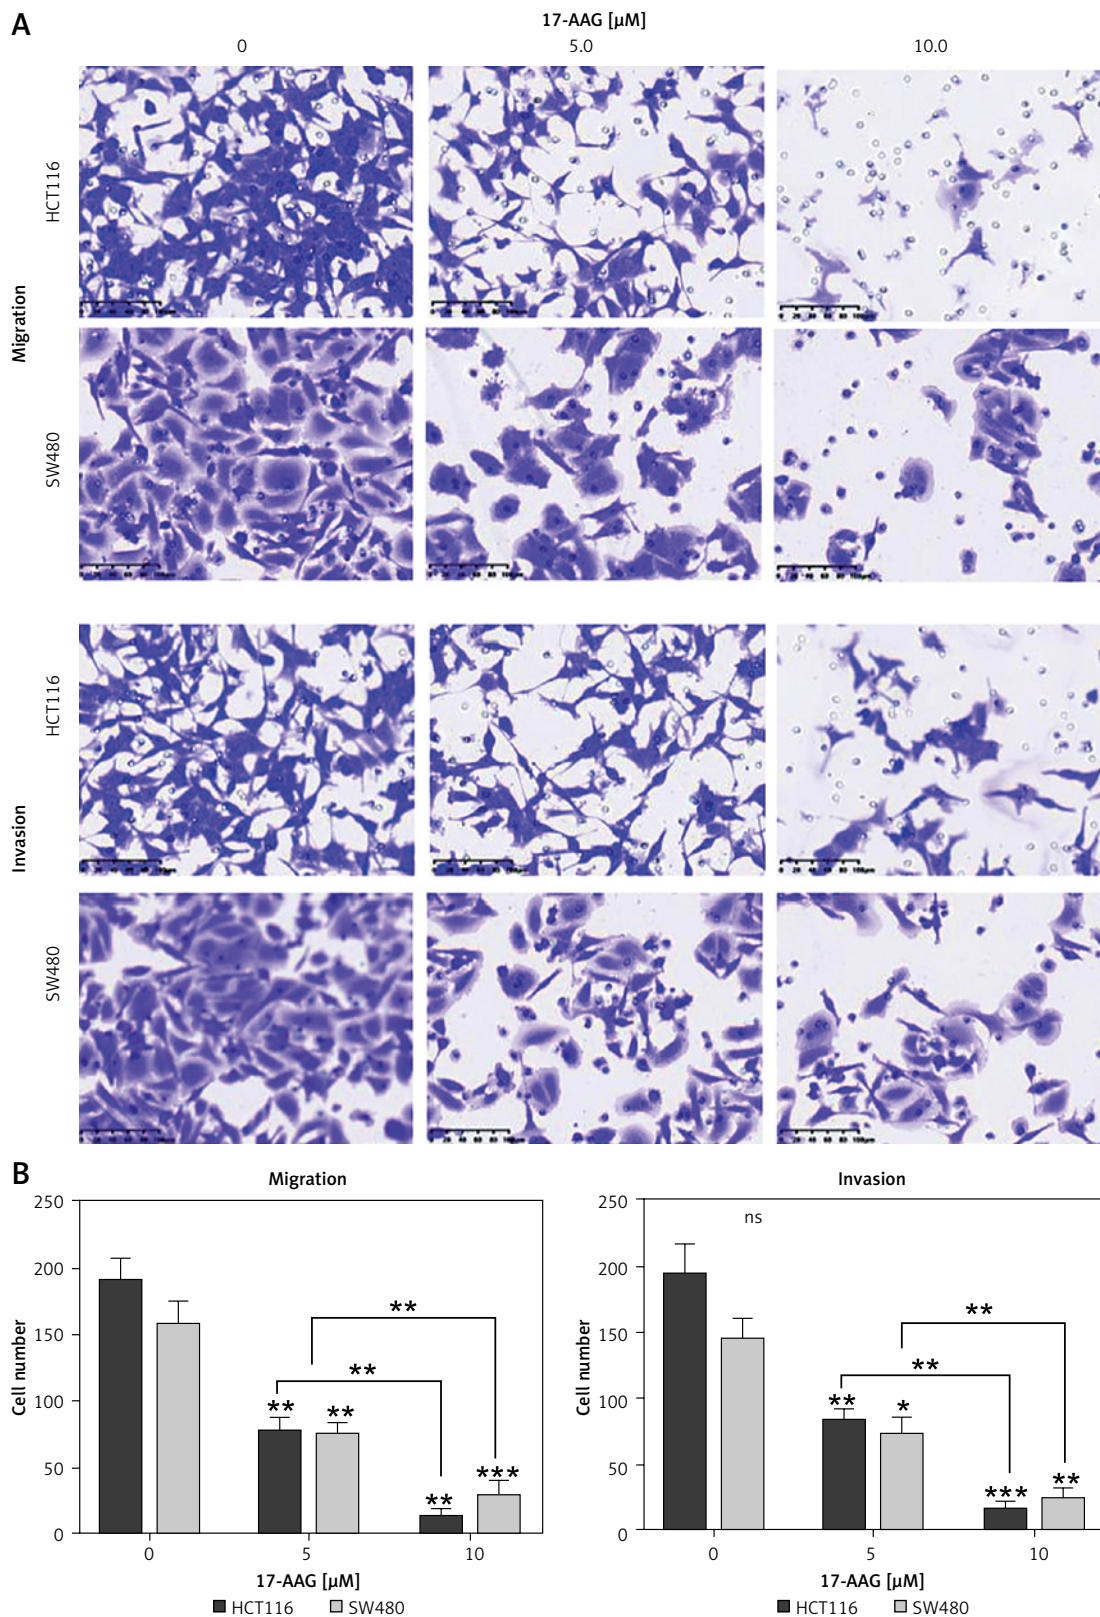 A
17-AAG [µM]
0 5.0 10.0
Migration
HCT116
SW480
Invasion
HCT116
SW480
B
Migration
Cell number
250
200
150
100
50
0
** ** ** *** ** **
0 5 10
17-AAG [µM]
HCT116 SW480
Invasion
Cell number
250
200
150
100
50
0
ns
** * *** ** ** **
0 5 10
17-AAG [µM]
HCT116 SW480